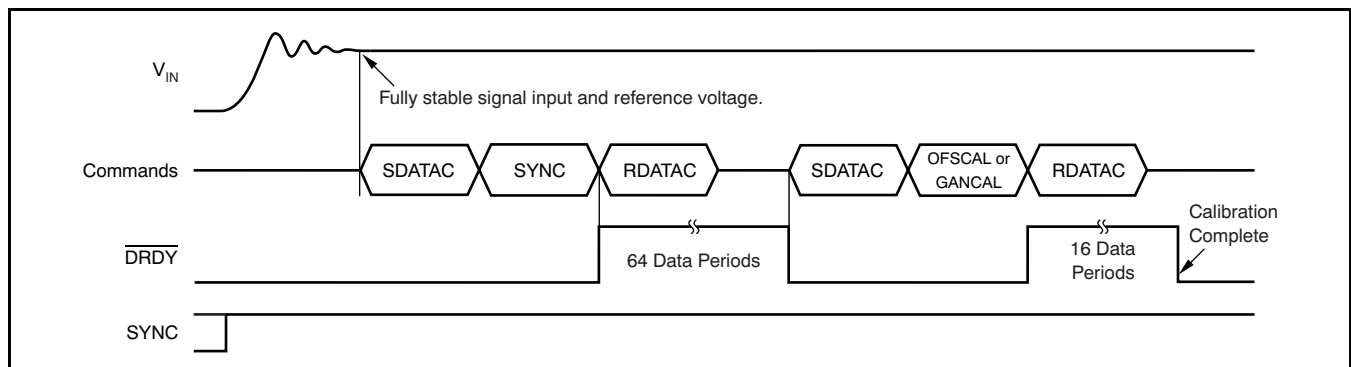 VIN
Fully stable signal input and reference voltage.
Commands
SDATAC
SYNC
RDATAC
SDATAC
OFSCAL or
GANCAL
RDATAC
Calibration
Complete
DRDY
64 Data Periods
16 Data
Periods
SYNC